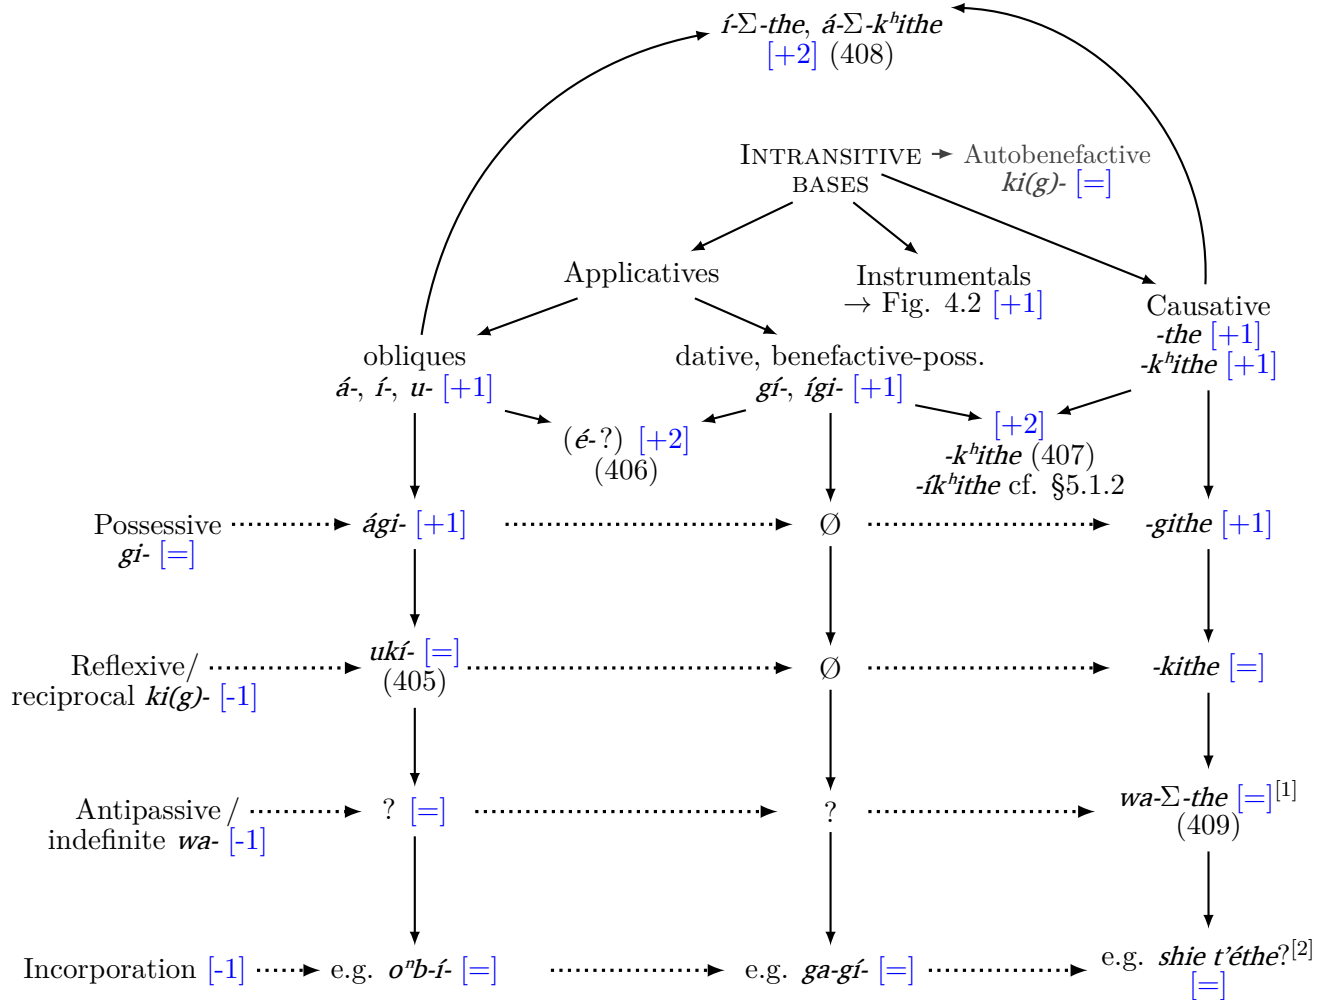 í-Σ-the, á-Σ-kʰithe
[+2] (408)
INTRANSITIVE
BASES
Autobenefactive
ki(g)- [=]
Applicatives
Instrumentals
→ Fig. 4.2 [+1]
Causative
-the [+1]
-kʰithe [+1]
obliques
á-, í-, u- [+1]
dative, benefactive-poss.
gí-, ígi- [+1]
(é-?) [+2]
(406)
[+2]
-kʰithe (407)
-íkʰithe cf. §5.1.2
Possessive
gi- [=]
ági- [+1]
Ø
-githe [+1]
Reflexive/
reciprocal ki(g)- [-1]
ukí- [=]
(405)
Ø
-kithe [=]
Antipassive/
indefinite wa- [-1]
? [=]
?
wa-Σ-the [=][1]
(409)
Incorporation [-1]
e.g. oⁿb-í- [=]
e.g. ga-gí- [=]
e.g. shie t'éthe?[2]
[=]